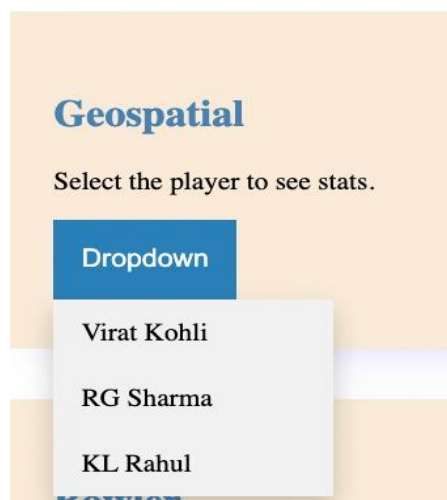 Geospatial
Select the player to see stats.
Dropdown
Virat Kohli
RG Sharma
KL Rahul